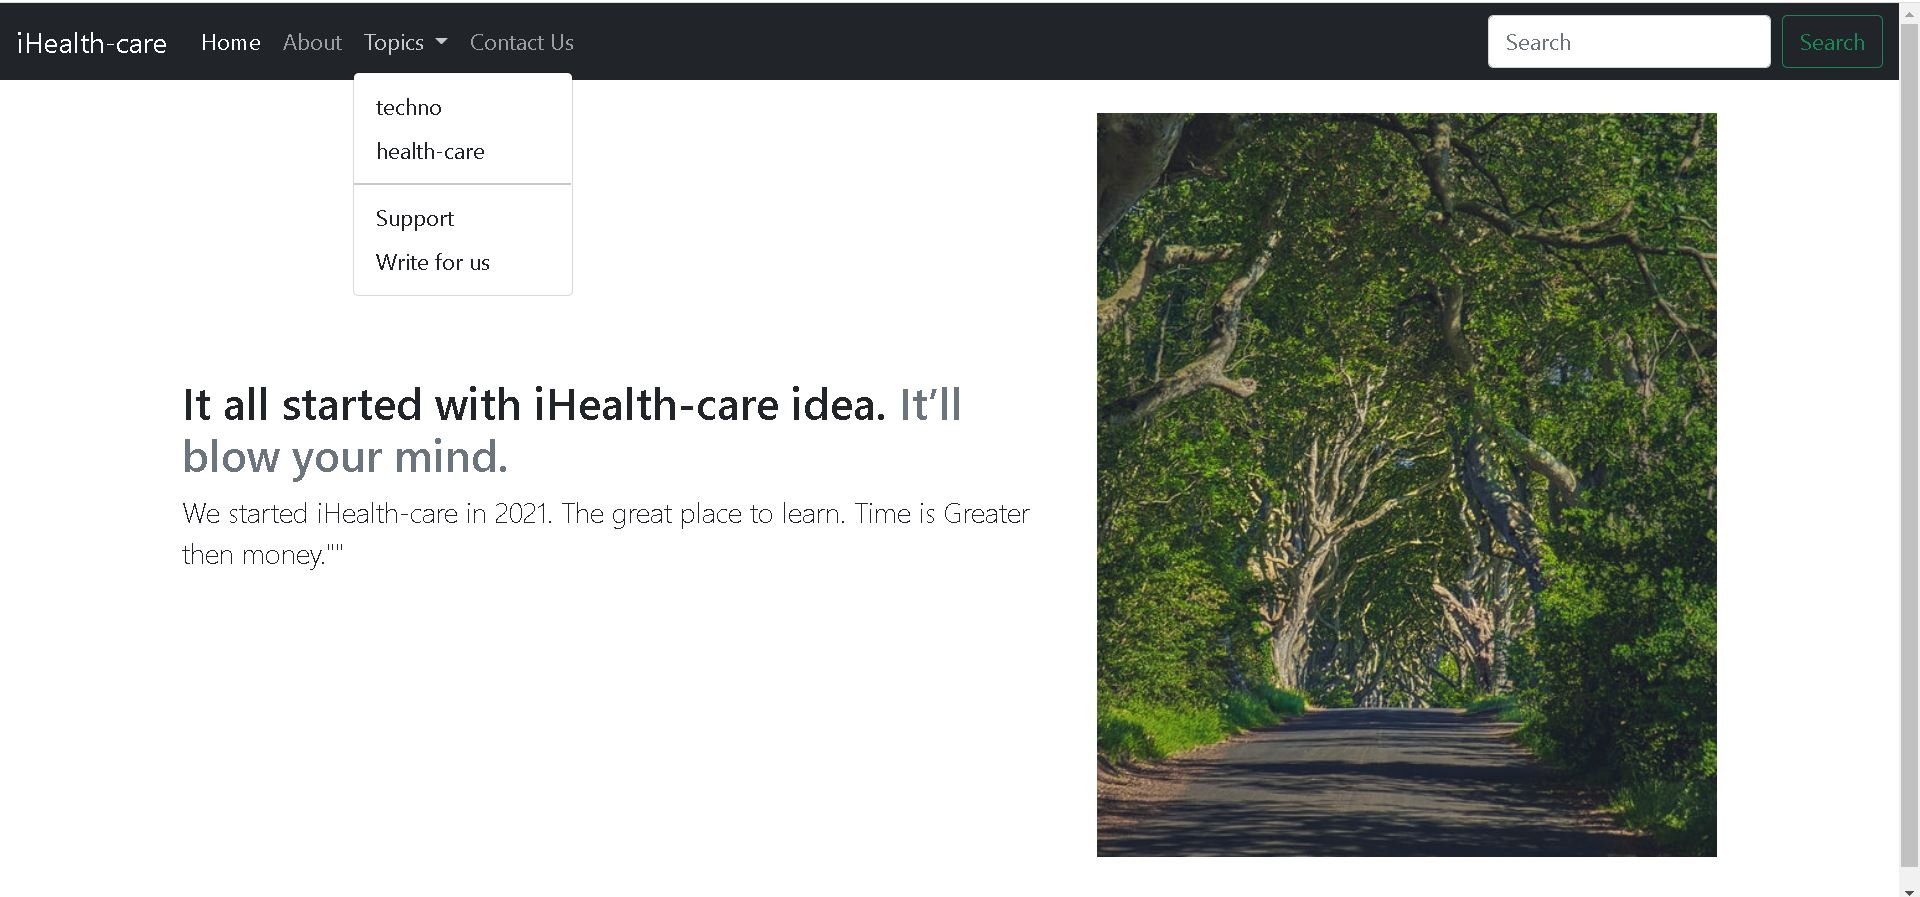 iHealth-care Home About Topics Contact Us Search Search
techno
health-care
Support
Write for us
It all started with iHealth-care idea. It’ll
blow your mind.
We started iHealth-care in 2021. The great place to learn. Time is Greater
then money.""